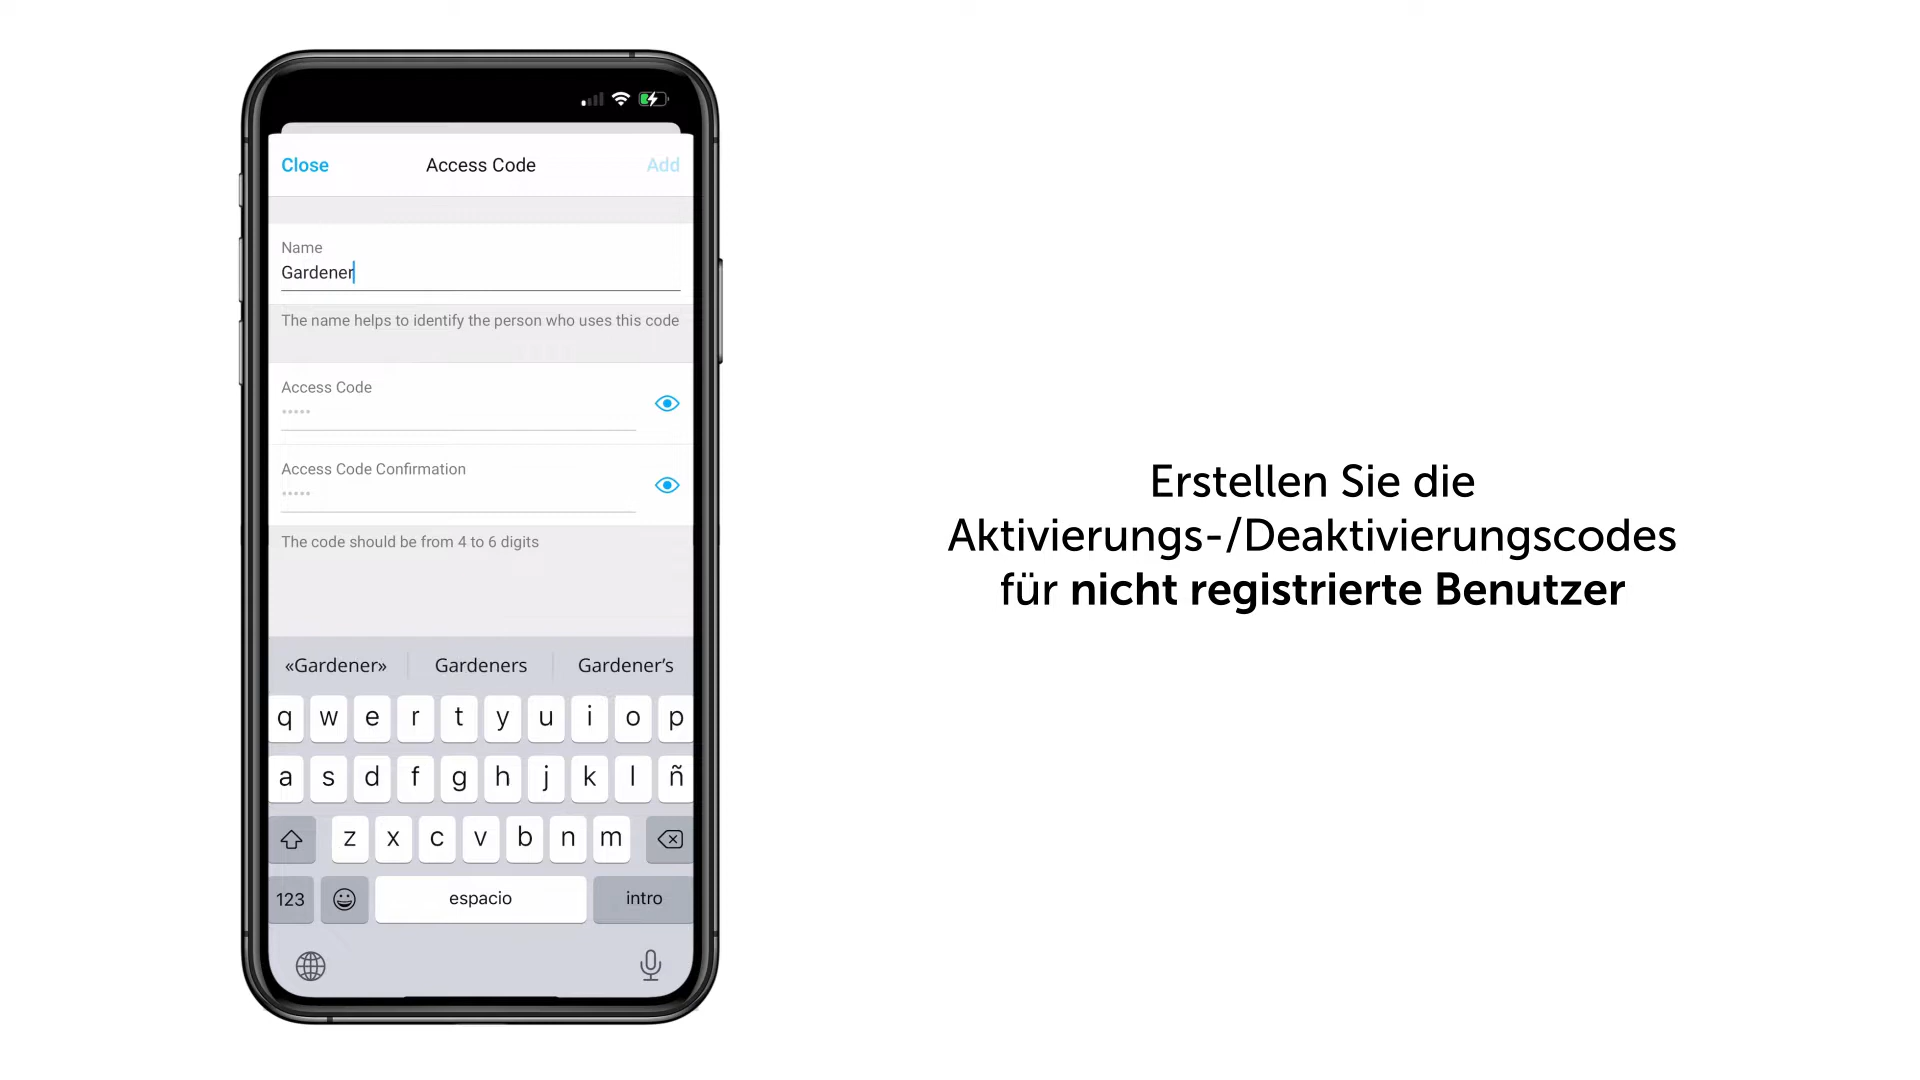 Close Access Code Add
Name
Gardener
The name helps to identify the person who uses this code
Access Code
•••••
Access Code Confirmation
•••••
The code should be from 4 to 6 digits
«Gardener» Gardeners Gardener’s
q w e r t y u i o p
a s d f g h j k l ñ
z x c v b n m
123 espacio intro
Erstellen Sie die
Aktivierungs-/Deaktivierungscodes
für nicht registrierte Benutzer